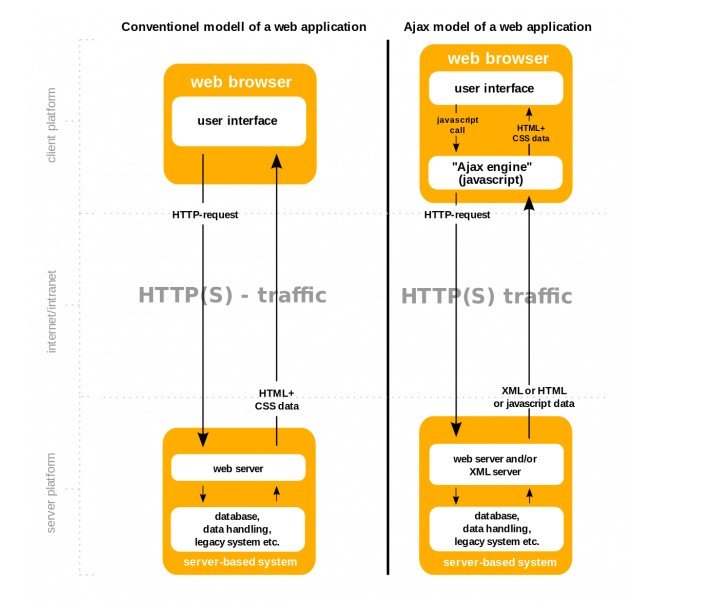 Conventionel modell of a web application
web browser
user interface
HTTP-request
HTTP(S) - traffic
HTML+
CSS data
web server
database,
data handling,
legacy system etc.
server-based system
Ajax model of a web application
web browser
user interface
javascript
call
HTML+
CSS data
"Ajax engine"
(javascript)
HTTP-request
HTTP(S) traffic
XML or HTML
or javascript data
web server and/or
XML server
database,
data handling,
legacy system etc.
server-based system
client platform
internet/intranet
server platform